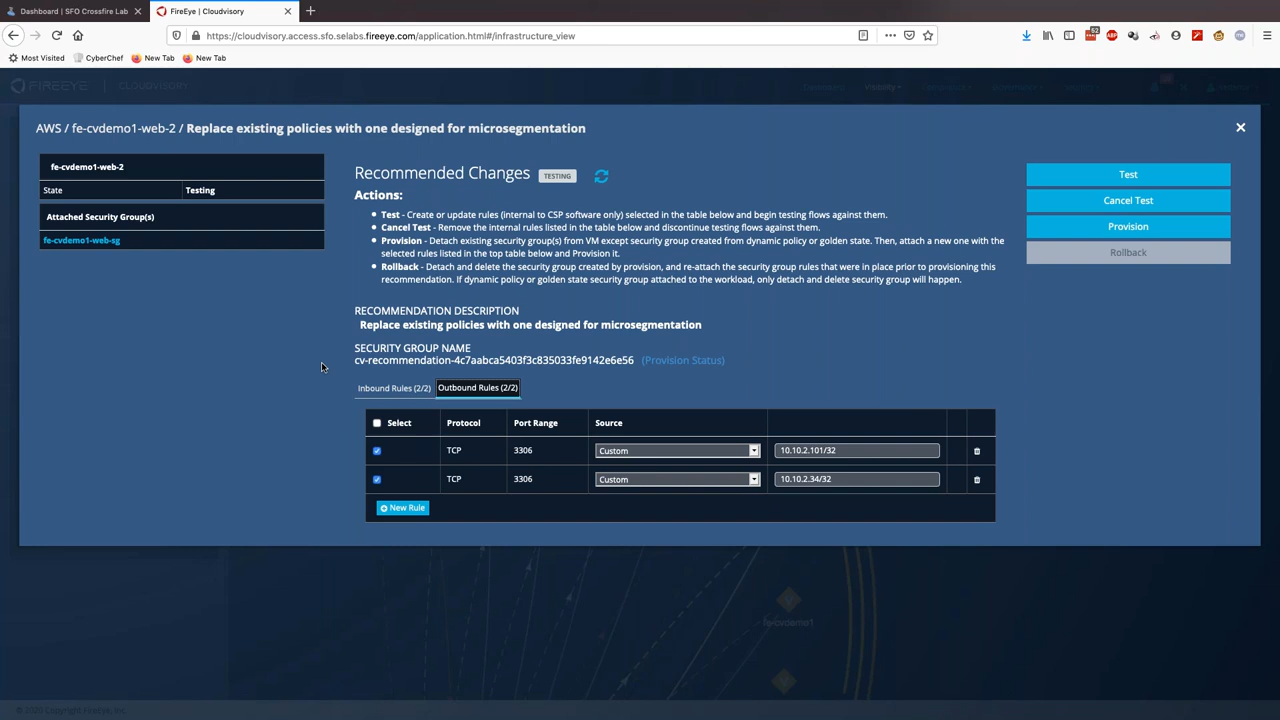 Dashboard | SFO Crossfire Lab
FireEye | Cloudvisory
https://cloudvisory.access.sfo.selabs.fireeye.com/application.html#/infrastructure_view
Most Visited
CyberChef
New Tab
New Tab
FIREEYE
CLOUDVISORY
Dashboard
Visibility
AWS / fe-cvdemo1-web-2 / Replace existing policies with one designed for microsegmentation
fe-cvdemo1-web-2
State Testing
Attached Security Group(s)
fe-cvdemo1-web-sg
Recommended Changes TESTING
Actions:
Test - Create or update rules (internal to CSP software only) selected in the table below and begin testing flows against them.
Cancel Test - Remove the internal rules listed in the table below and discontinue testing flows against them.
Provision - Detach existing security group(s) from VM except security group created from dynamic policy or golden state. Then, attach a new one with the
selected rules listed in the top table below and Provision it.
Rollback - Detach and delete the security group created by provision, and re-attach the security group rules that were in place prior to provisioning this
recommendation. If dynamic policy or golden state security group attached to the workload, only detach and delete security group will happen.
Test
Cancel Test
Provision
Rollback
RECOMMENDATION DESCRIPTION
Replace existing policies with one designed for microsegmentation
SECURITY GROUP NAME
cv-recommendation-4c7aabca5403f3c835033fe9142e6e56 (Provision Status)
Inbound Rules (2/2) Outbound Rules (2/2)
Select Protocol Port Range Source
TCP 3306 Custom 10.10.2.101/32
TCP 3306 Custom 10.10.2.34/32
New Rule
fe-cvdemo1
© 2020 Copyright FireEye, Inc.